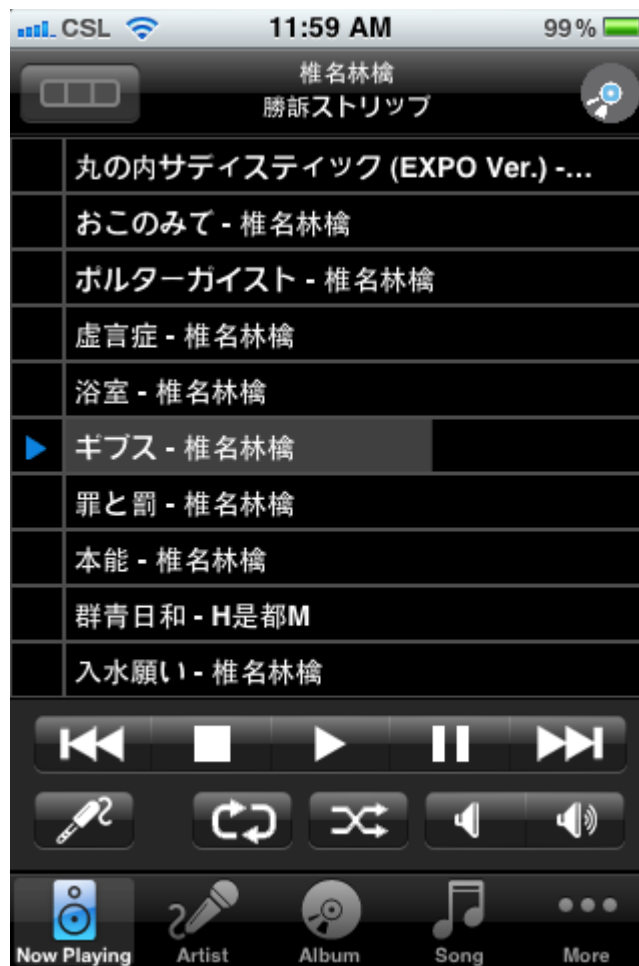 CSL 11:59 AM 99%
椎名林檎
勝訴ストリップ
丸の内サディスティック (EXPO Ver.) -...
おこのみで - 椎名林檎
ポルターガイスト - 椎名林檎
虚言症 - 椎名林檎
浴室 - 椎名林檎
ギブス - 椎名林檎
罪と罰 - 椎名林檎
本能 - 椎名林檎
群青日和 - H是都M
入水願い - 椎名林檎
Now Playing Artist Album Song More